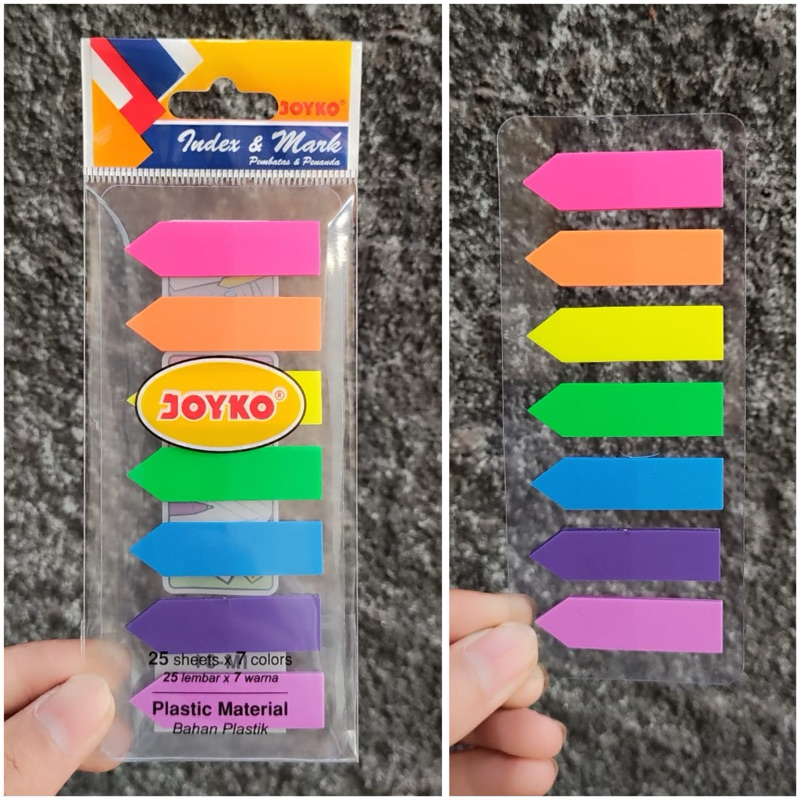 JOYKO®
Index & Mark
Pembatas & Penanda
JOYKO®
25 sheets x 7 colors
25 lembar x 7 warna
Plastic Material
Bahan Plastik